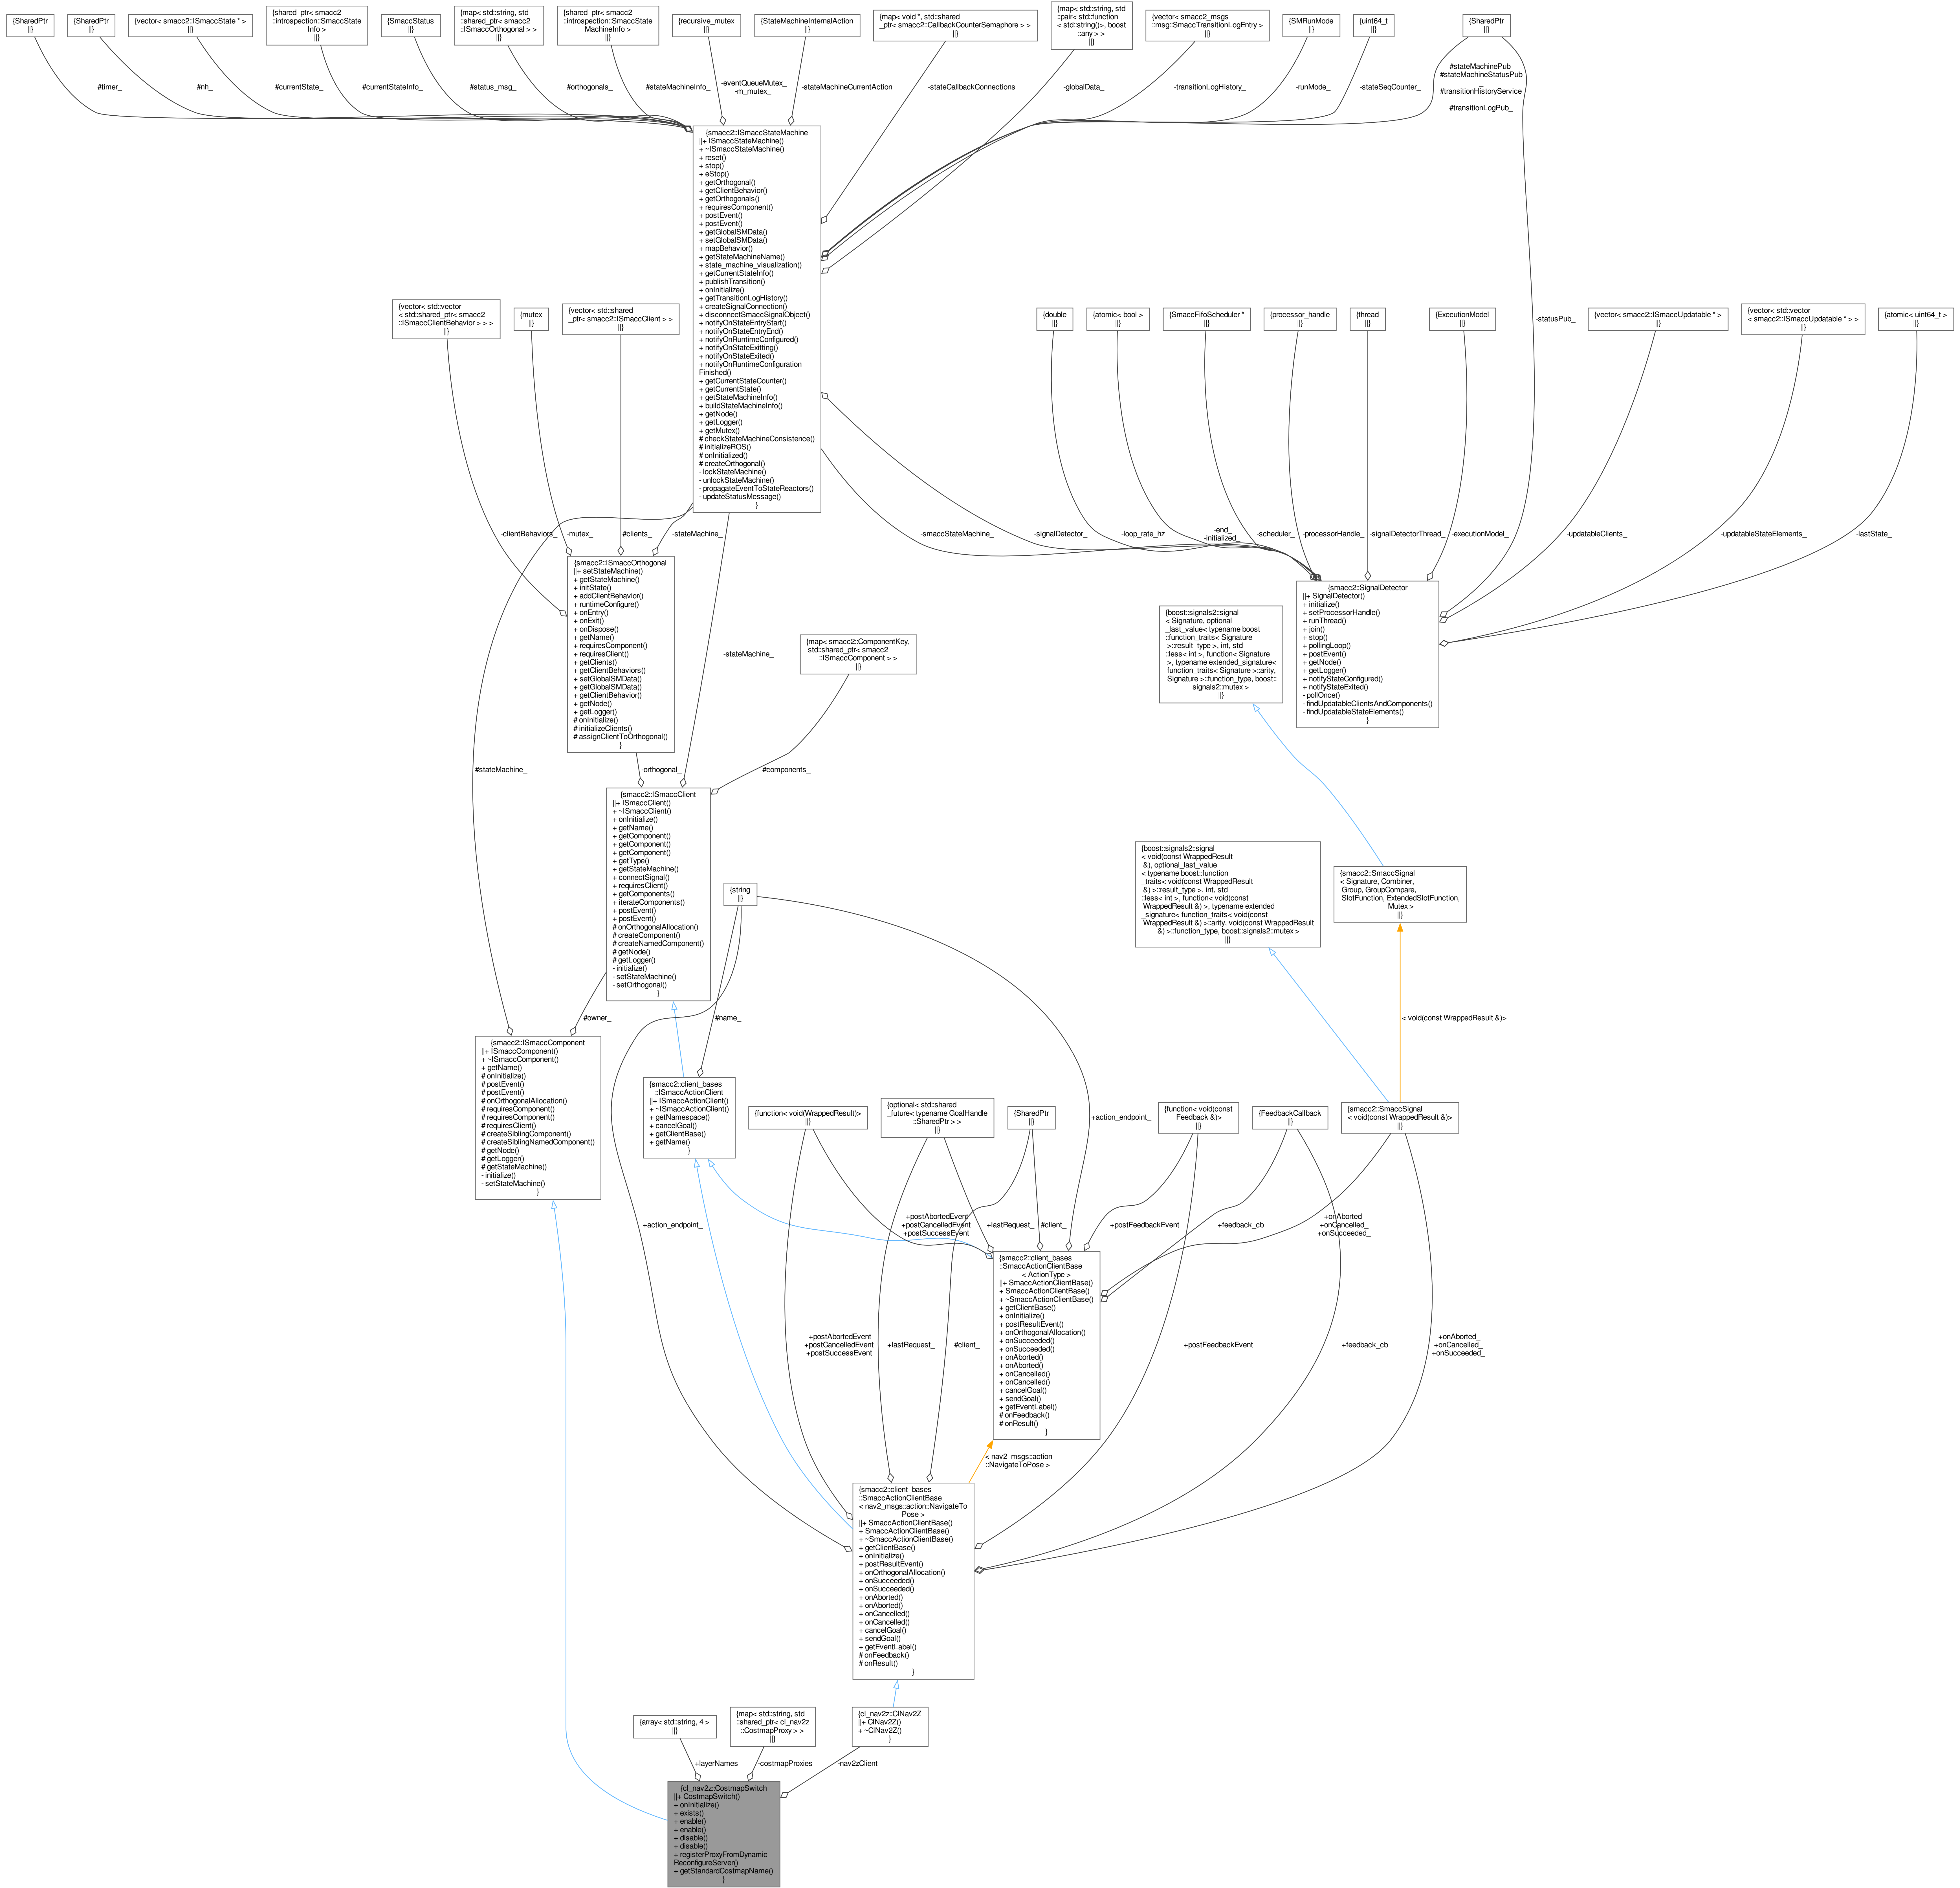 {SharedPtr
||}
{SharedPtr
||}
{vector< smacc2::ISmaccState * >
||}
{shared_ptr< smacc2
::introspection::SmaccState
Info >
||}
{SmaccStatus
||}
{map< std::string, std
::shared_ptr< smacc2
::ISmaccOrthogonal > >
||}
{shared_ptr< smacc2
::introspection::SmaccState
MachineInfo >
||}
{recursive_mutex
||}
{StateMachineInternalAction
||}
{map< void *, std::shared
_ptr< smacc2::CallbackCounterSemaphore > >
||}
{map< std::string, std
::pair< std::function
< std::string()>, boost
::any > >
||}
{vector< smacc2_msgs
::msg::SmaccTransitionLogEntry >
||}
{SMRunMode
||}
{uint64_t
||}
{SharedPtr
||}
#timer_
#nh_
#currentState_
#currentStateInfo_
#status_msg_
#orthogonals_
#stateMachineInfo_
-eventQueueMutex_
-m_mutex_
-stateMachineCurrentAction
-stateCallbackConnections
-globalData_
-transitionLogHistory_
-runMode_
-stateSeqCounter_
#stateMachinePub_
#stateMachineStatusPub
_
#transitionHistoryService
_
#transitionLogPub_
{smacc2::ISmaccStateMachine
||+ ISmaccStateMachine()
+ ~ISmaccStateMachine()
+ reset()
+ stop()
+ eStop()
+ getOrthogonal()
+ getClientBehavior()
+ getOrthogonals()
+ requiresComponent()
+ postEvent()
+ postEvent()
+ getGlobalSMData()
+ setGlobalSMData()
+ mapBehavior()
+ getStateMachineName()
+ state_machine_visualization()
+ getCurrentStateInfo()
+ publishTransition()
+ onInitialize()
+ getTransitionLogHistory()
+ createSignalConnection()
+ disconnectSmaccSignalObject()
+ notifyOnStateEntryStart()
+ notifyOnStateEntryEnd()
+ notifyOnRuntimeConfigured()
+ notifyOnStateExitting()
+ notifyOnStateExited()
+ notifyOnRuntimeConfiguration
Finished()
+ getCurrentStateCounter()
+ getCurrentState()
+ getStateMachineInfo()
+ buildStateMachineInfo()
+ getNode()
+ getLogger()
+ getMutex()
# checkStateMachineConsistence()
# initializeROS()
# onInitialized()
# createOrthogonal()
- lockStateMachine()
- unlockStateMachine()
- propagateEventToStateReactors()
- updateStatusMessage()
}
{vector< std::vector
< std::shared_ptr< smacc2
::ISmaccClientBehavior > > >
||}
{mutex
||}
{vector< std::shared
_ptr< smacc2::ISmaccClient > >
||}
{double
||}
{atomic< bool >
||}
{SmaccFifoScheduler *
||}
{processor_handle
||}
{thread
||}
{ExecutionModel
||}
-statusPub_
{vector< smacc2::ISmaccUpdatable * >
||}
{vector< std::vector
< smacc2::ISmaccUpdatable * > >
||}
{atomic< uint64_t >
||}
-clientBehaviors_
-mutex_
#clients_
-stateMachine_
-smaccStateMachine_
-signalDetector_
-loop_rate_hz
-end_
-initialized_
-scheduler_
-processorHandle_
-signalDetectorThread_
-executionModel_
-updatableClients_
-updatableStateElements_
-lastState_
{smacc2::ISmaccOrthogonal
||+ setStateMachine()
+ getStateMachine()
+ initState()
+ addClientBehavior()
+ runtimeConfigure()
+ onEntry()
+ onExit()
+ onDispose()
+ getName()
+ requiresComponent()
+ requiresClient()
+ getClients()
+ getClientBehaviors()
+ setGlobalSMData()
+ getGlobalSMData()
+ getClientBehavior()
+ getNode()
+ getLogger()
# onInitialize()
# initializeClients()
# assignClientToOrthogonal()
}
{smacc2::SignalDetector
||+ SignalDetector()
+ initialize()
+ setProcessorHandle()
+ runThread()
+ join()
+ stop()
+ pollingLoop()
+ postEvent()
+ getNode()
+ getLogger()
+ notifyStateConfigured()
+ notifyStateExited()
- pollOnce()
- findUpdatableClientsAndComponents()
- findUpdatableStateElements()
}
{boost::signals2::signal
< Signature, optional
_last_value< typename boost
::function_traits< Signature
>::result_type >, int, std
::less< int >, function< Signature
>, typename extended_signature<
function_traits< Signature >::arity,
Signature >::function_type, boost::
signals2::mutex >
||}
-stateMachine_
{map< smacc2::ComponentKey,
std::shared_ptr< smacc2
::ISmaccComponent > >
||}
#stateMachine_
-orthogonal_
#components_
{smacc2::ISmaccClient
||+ ISmaccClient()
+ ~ISmaccClient()
+ onInitialize()
+ getName()
+ getComponent()
+ getComponent()
+ getComponent()
+ getType()
+ getStateMachine()
+ connectSignal()
+ requiresClient()
+ getComponents()
+ iterateComponents()
+ postEvent()
+ postEvent()
# onOrthogonalAllocation()
# createComponent()
# createNamedComponent()
# getNode()
# getLogger()
- initialize()
- setStateMachine()
- setOrthogonal()
}
{string
||}
{boost::signals2::signal
< void(const WrappedResult
&), optional_last_value
< typename boost::function
_traits< void(const WrappedResult
&) >::result_type >, int, std
::less< int >, function< void(const
WrappedResult &) >, typename extended
_signature< function_traits< void(const
WrappedResult &) >::arity, void(const WrappedResult
&) >::function_type, boost::signals2::mutex >
||}
{smacc2::SmaccSignal
< Signature, Combiner,
Group, GroupCompare,
SlotFunction, ExtendedSlotFunction,
Mutex >
||}
#owner_
#name_
< void(const WrappedResult &)>
{smacc2::ISmaccComponent
||+ ISmaccComponent()
+ ~ISmaccComponent()
+ getName()
# onInitialize()
# postEvent()
# postEvent()
# onOrthogonalAllocation()
# requiresComponent()
# requiresComponent()
# requiresClient()
# createSiblingComponent()
# createSiblingNamedComponent()
# getNode()
# getLogger()
# getStateMachine()
- initialize()
- setStateMachine()
}
{smacc2::client_bases
::ISmaccActionClient
||+ ISmaccActionClient()
+ ~ISmaccActionClient()
+ getNamespace()
+ cancelGoal()
+ getClientBase()
+ getName()
}
{function< void(WrappedResult)>
||}
{optional< std::shared
_future< typename GoalHandle
::SharedPtr > >
||}
{SharedPtr
||}
+action_endpoint_
{function< void(const
Feedback &)>
||}
{FeedbackCallback
||}
{smacc2::SmaccSignal
< void(const WrappedResult &)>
||}
+action_endpoint_
+postAbortedEvent
+postCancelledEvent
+postSuccessEvent
+lastRequest_
#client_
+postFeedbackEvent
+feedback_cb
+onAborted_
+onCancelled_
+onSucceeded_
{smacc2::client_bases
::SmaccActionClientBase
< ActionType >
||+ SmaccActionClientBase()
+ SmaccActionClientBase()
+ ~SmaccActionClientBase()
+ getClientBase()
+ onInitialize()
+ postResultEvent()
+ onOrthogonalAllocation()
+ onSucceeded()
+ onSucceeded()
+ onAborted()
+ onAborted()
+ onCancelled()
+ onCancelled()
+ cancelGoal()
+ sendGoal()
+ getEventLabel()
# onFeedback()
# onResult()
}
+postAbortedEvent
+postCancelledEvent
+postSuccessEvent
+lastRequest_
#client_
+postFeedbackEvent
+feedback_cb
+onAborted_
+onCancelled_
+onSucceeded_
< nav2_msgs::action
::NavigateToPose >
{smacc2::client_bases
::SmaccActionClientBase
< nav2_msgs::action::NavigateTo
Pose >
||+ SmaccActionClientBase()
+ SmaccActionClientBase()
+ ~SmaccActionClientBase()
+ getClientBase()
+ onInitialize()
+ postResultEvent()
+ onOrthogonalAllocation()
+ onSucceeded()
+ onSucceeded()
+ onAborted()
+ onAborted()
+ onCancelled()
+ onCancelled()
+ cancelGoal()
+ sendGoal()
+ getEventLabel()
# onFeedback()
# onResult()
}
{array< std::string, 4 >
||}
{map< std::string, std
::shared_ptr< cl_nav2z
::CostmapProxy > >
||}
{cl_nav2z::ClNav2Z
||+ ClNav2Z()
+ ~ClNav2Z()
}
+layerNames
-costmapProxies
-nav2zClient_
{cl_nav2z::CostmapSwitch
||+ CostmapSwitch()
+ onInitialize()
+ exists()
+ enable()
+ enable()
+ disable()
+ disable()
+ registerProxyFromDynamic
ReconfigureServer()
+ getStandardCostmapName()
}